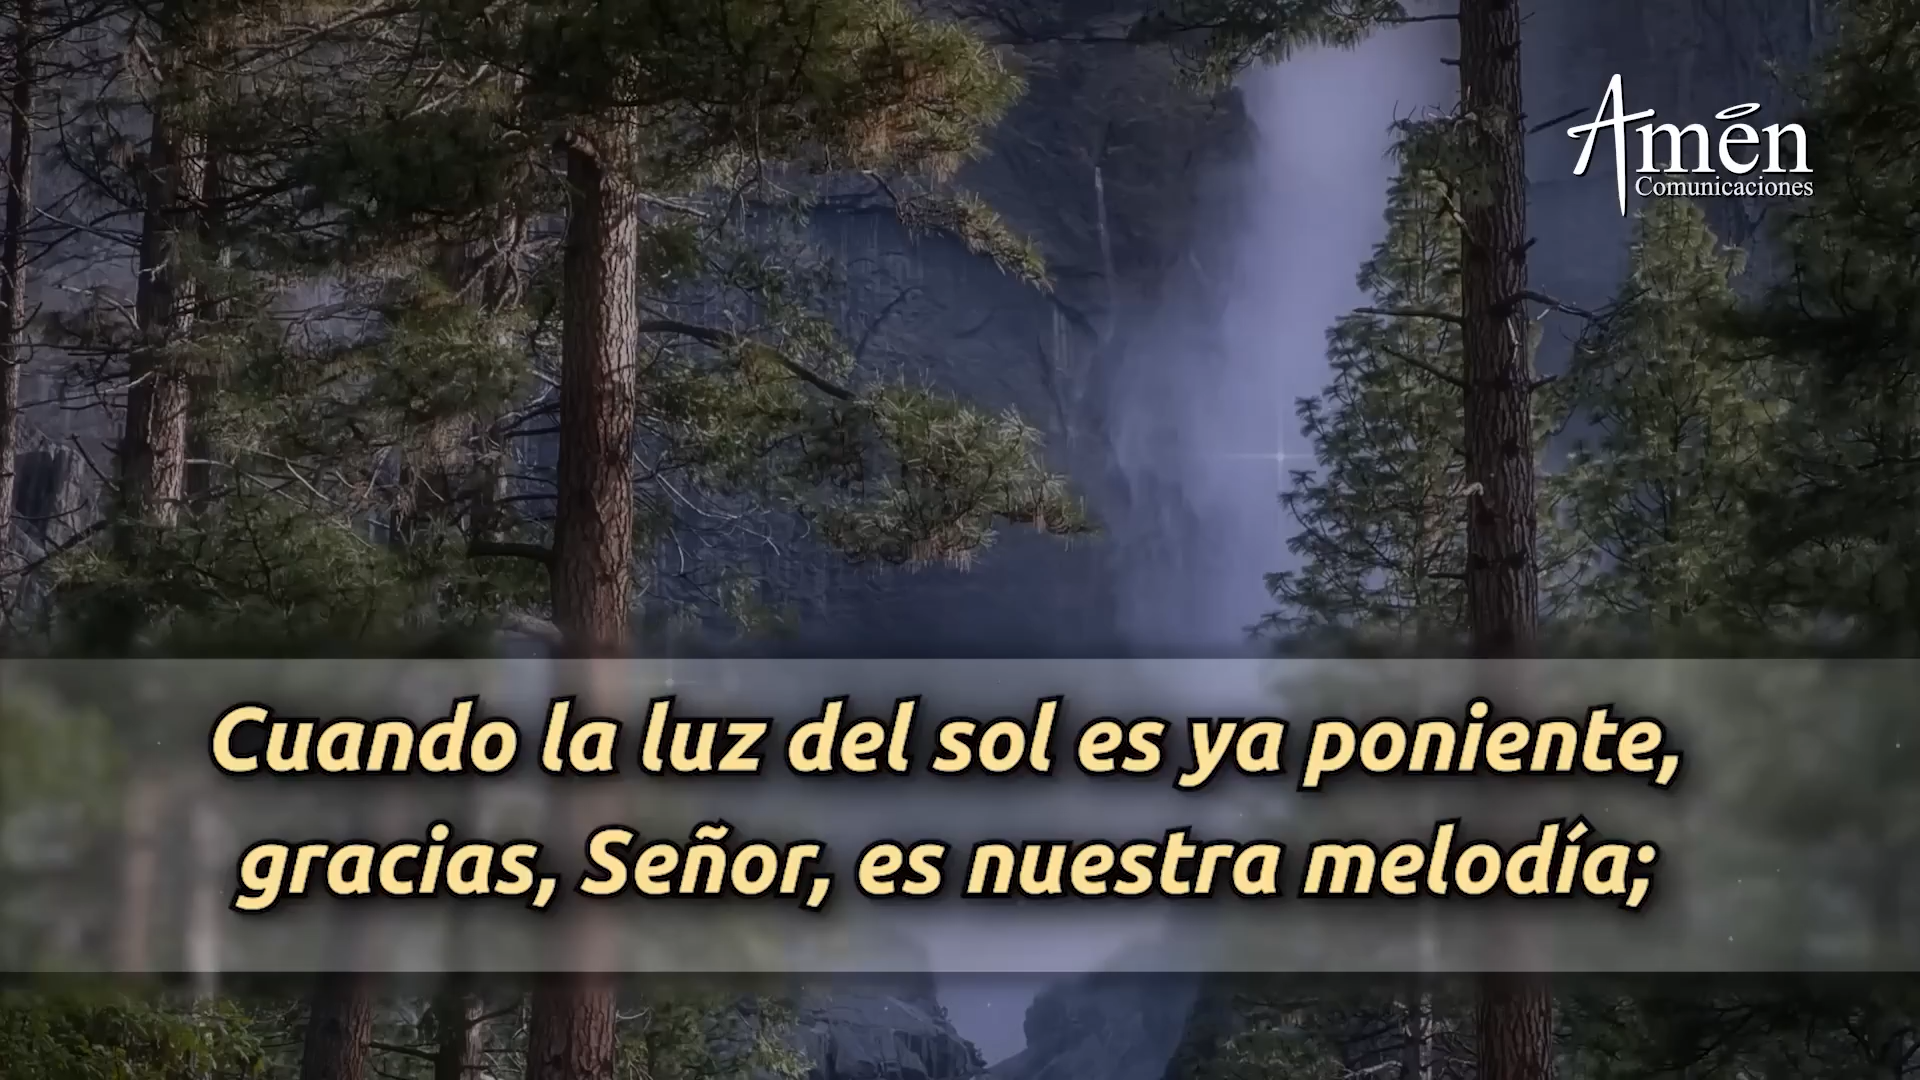 Amén
Comunicaciones
Cuando la luz del sol es ya poniente,
gracias, Señor, es nuestra melodía;